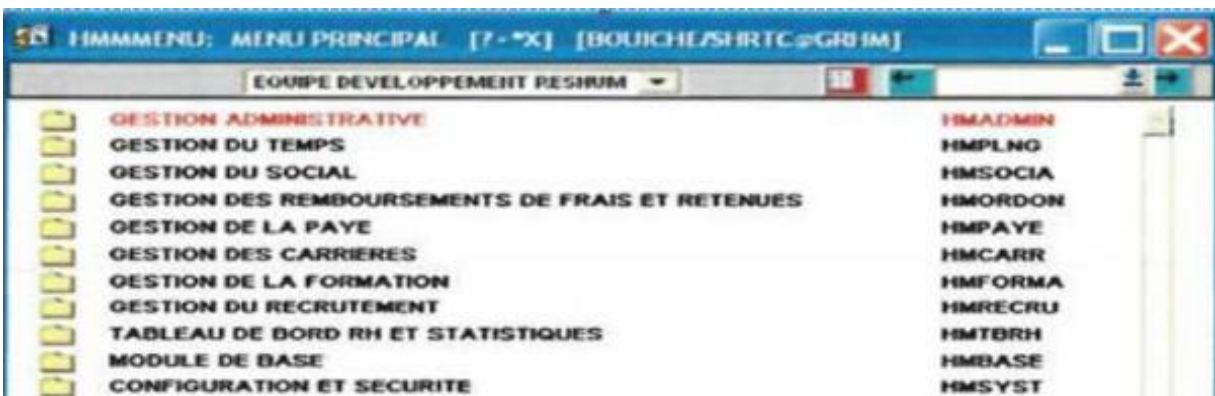 HMMMENU: MENU PRINCIPAL [?-*X] [BOUICHE/SHRTC@GRHM]
EQUIPE DEVELOPPEMENT RESHUM
GESTION ADMINISTRATIVE HMADMIN
GESTION DU TEMPS HMPLNG
GESTION DU SOCIAL HMSOCIA
GESTION DES REMBOURSEMENTS DE FRAIS ET RETENUES HMORDON
GESTION DE LA PAYE HMPAYE
GESTION DES CARRIERES HMCARR
GESTION DE LA FORMATION HMFORMA
GESTION DU RECRUTEMENT HMRECRU
TABLEAU DE BORD RH ET STATISTIQUES HMTBRH
MODULE DE BASE HMBASE
CONFIGURATION ET SECURITE HMSYST